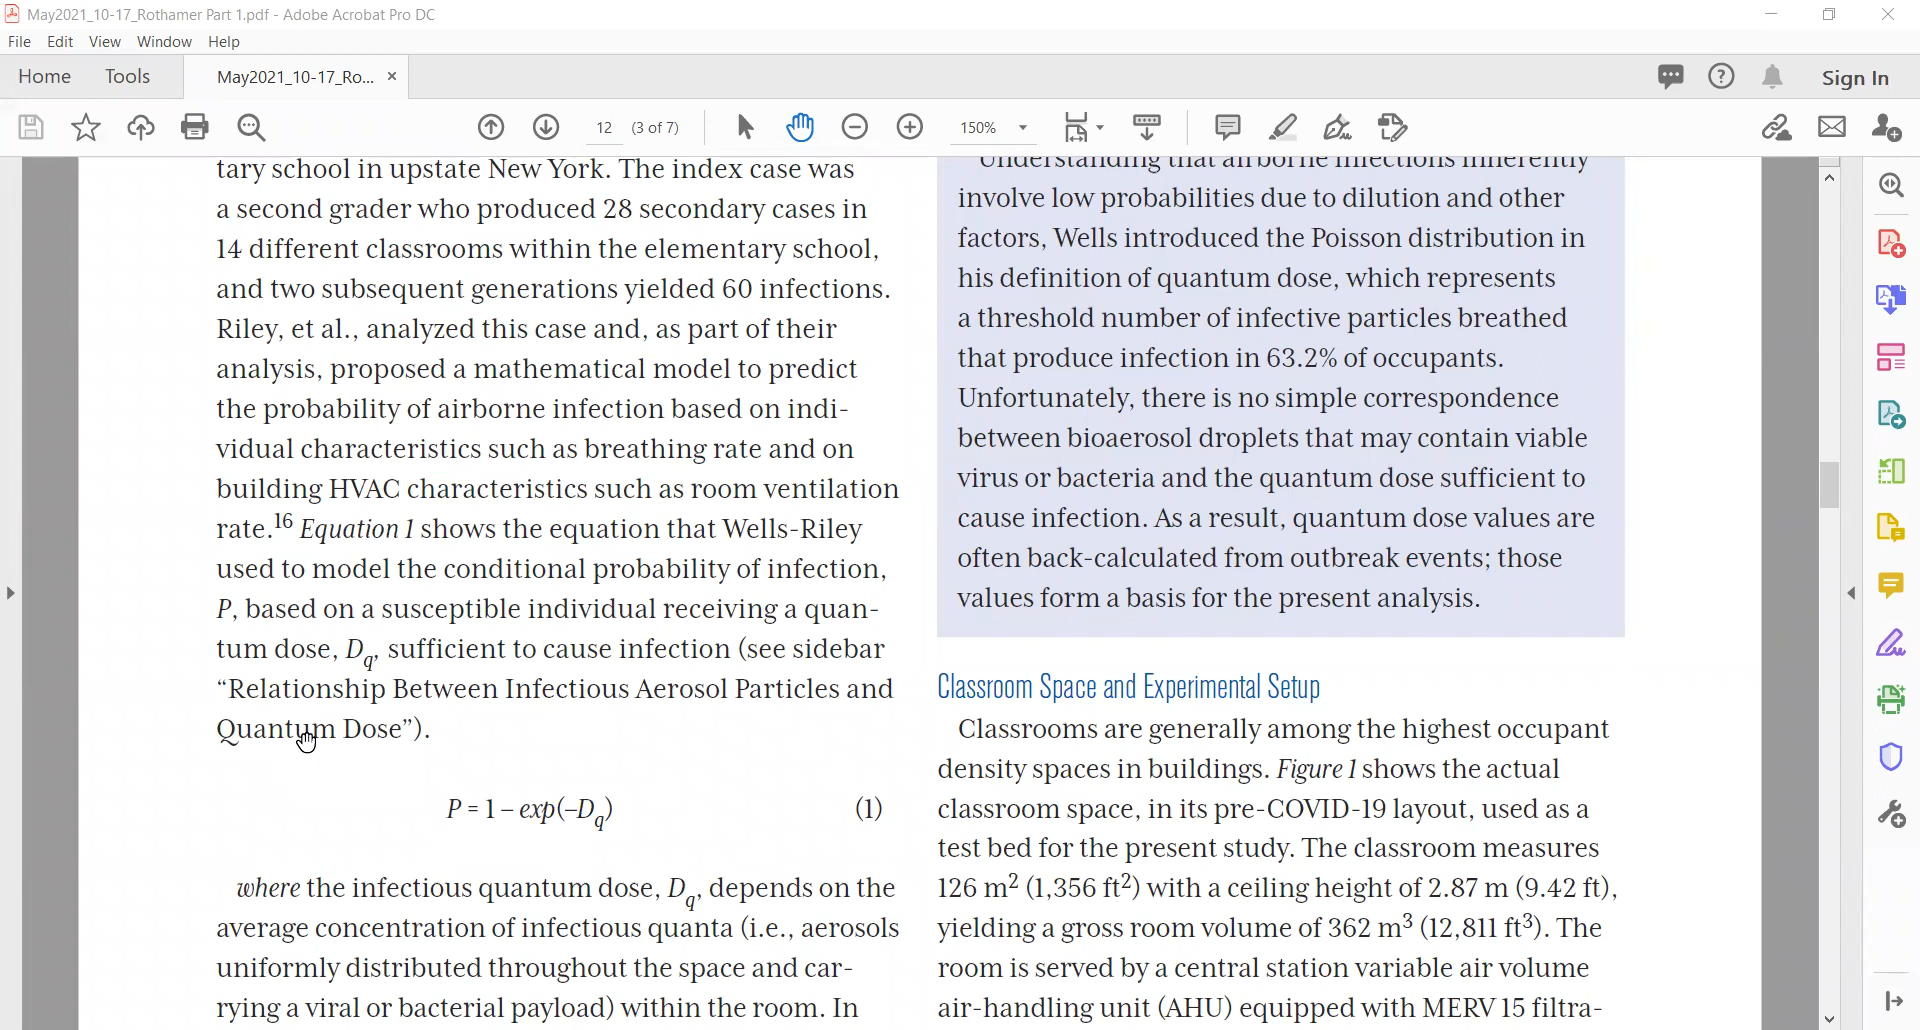 May2021_10-17_Rothamer Part 1.pdf - Adobe Acrobat Pro DC
File Edit View Window Help
Home Tools May2021_10-17_Ro... × Sign In
12 (3 of 7) 150%
tary school in upstate New York. The index case was
a second grader who produced 28 secondary cases in
14 different classrooms within the elementary school,
and two subsequent generations yielded 60 infections.
Riley, et al., analyzed this case and, as part of their
analysis, proposed a mathematical model to predict
the probability of airborne infection based on indi-
vidual characteristics such as breathing rate and on
building HVAC characteristics such as room ventilation
rate.16 Equation 1 shows the equation that Wells-Riley
used to model the conditional probability of infection,
P, based on a susceptible individual receiving a quan-
tum dose, Dq, sufficient to cause infection (see sidebar
“Relationship Between Infectious Aerosol Particles and
Quantum Dose”).
P = 1 – exp(–Dq) (1)
where the infectious quantum dose, Dq, depends on the
average concentration of infectious quanta (i.e., aerosols
uniformly distributed throughout the space and car-
rying a viral or bacterial payload) within the room. In
Understanding that airborne infections inherently
involve low probabilities due to dilution and other
factors, Wells introduced the Poisson distribution in
his definition of quantum dose, which represents
a threshold number of infective particles breathed
that produce infection in 63.2% of occupants.
Unfortunately, there is no simple correspondence
between bioaerosol droplets that may contain viable
virus or bacteria and the quantum dose sufficient to
cause infection. As a result, quantum dose values are
often back-calculated from outbreak events; those
values form a basis for the present analysis.
Classroom Space and Experimental Setup
Classrooms are generally among the highest occupant
density spaces in buildings. Figure 1 shows the actual
classroom space, in its pre-COVID-19 layout, used as a
test bed for the present study. The classroom measures
126 m2 (1,356 ft2) with a ceiling height of 2.87 m (9.42 ft),
yielding a gross room volume of 362 m3 (12,811 ft3). The
room is served by a central station variable air volume
air-handling unit (AHU) equipped with MERV 15 filtra-